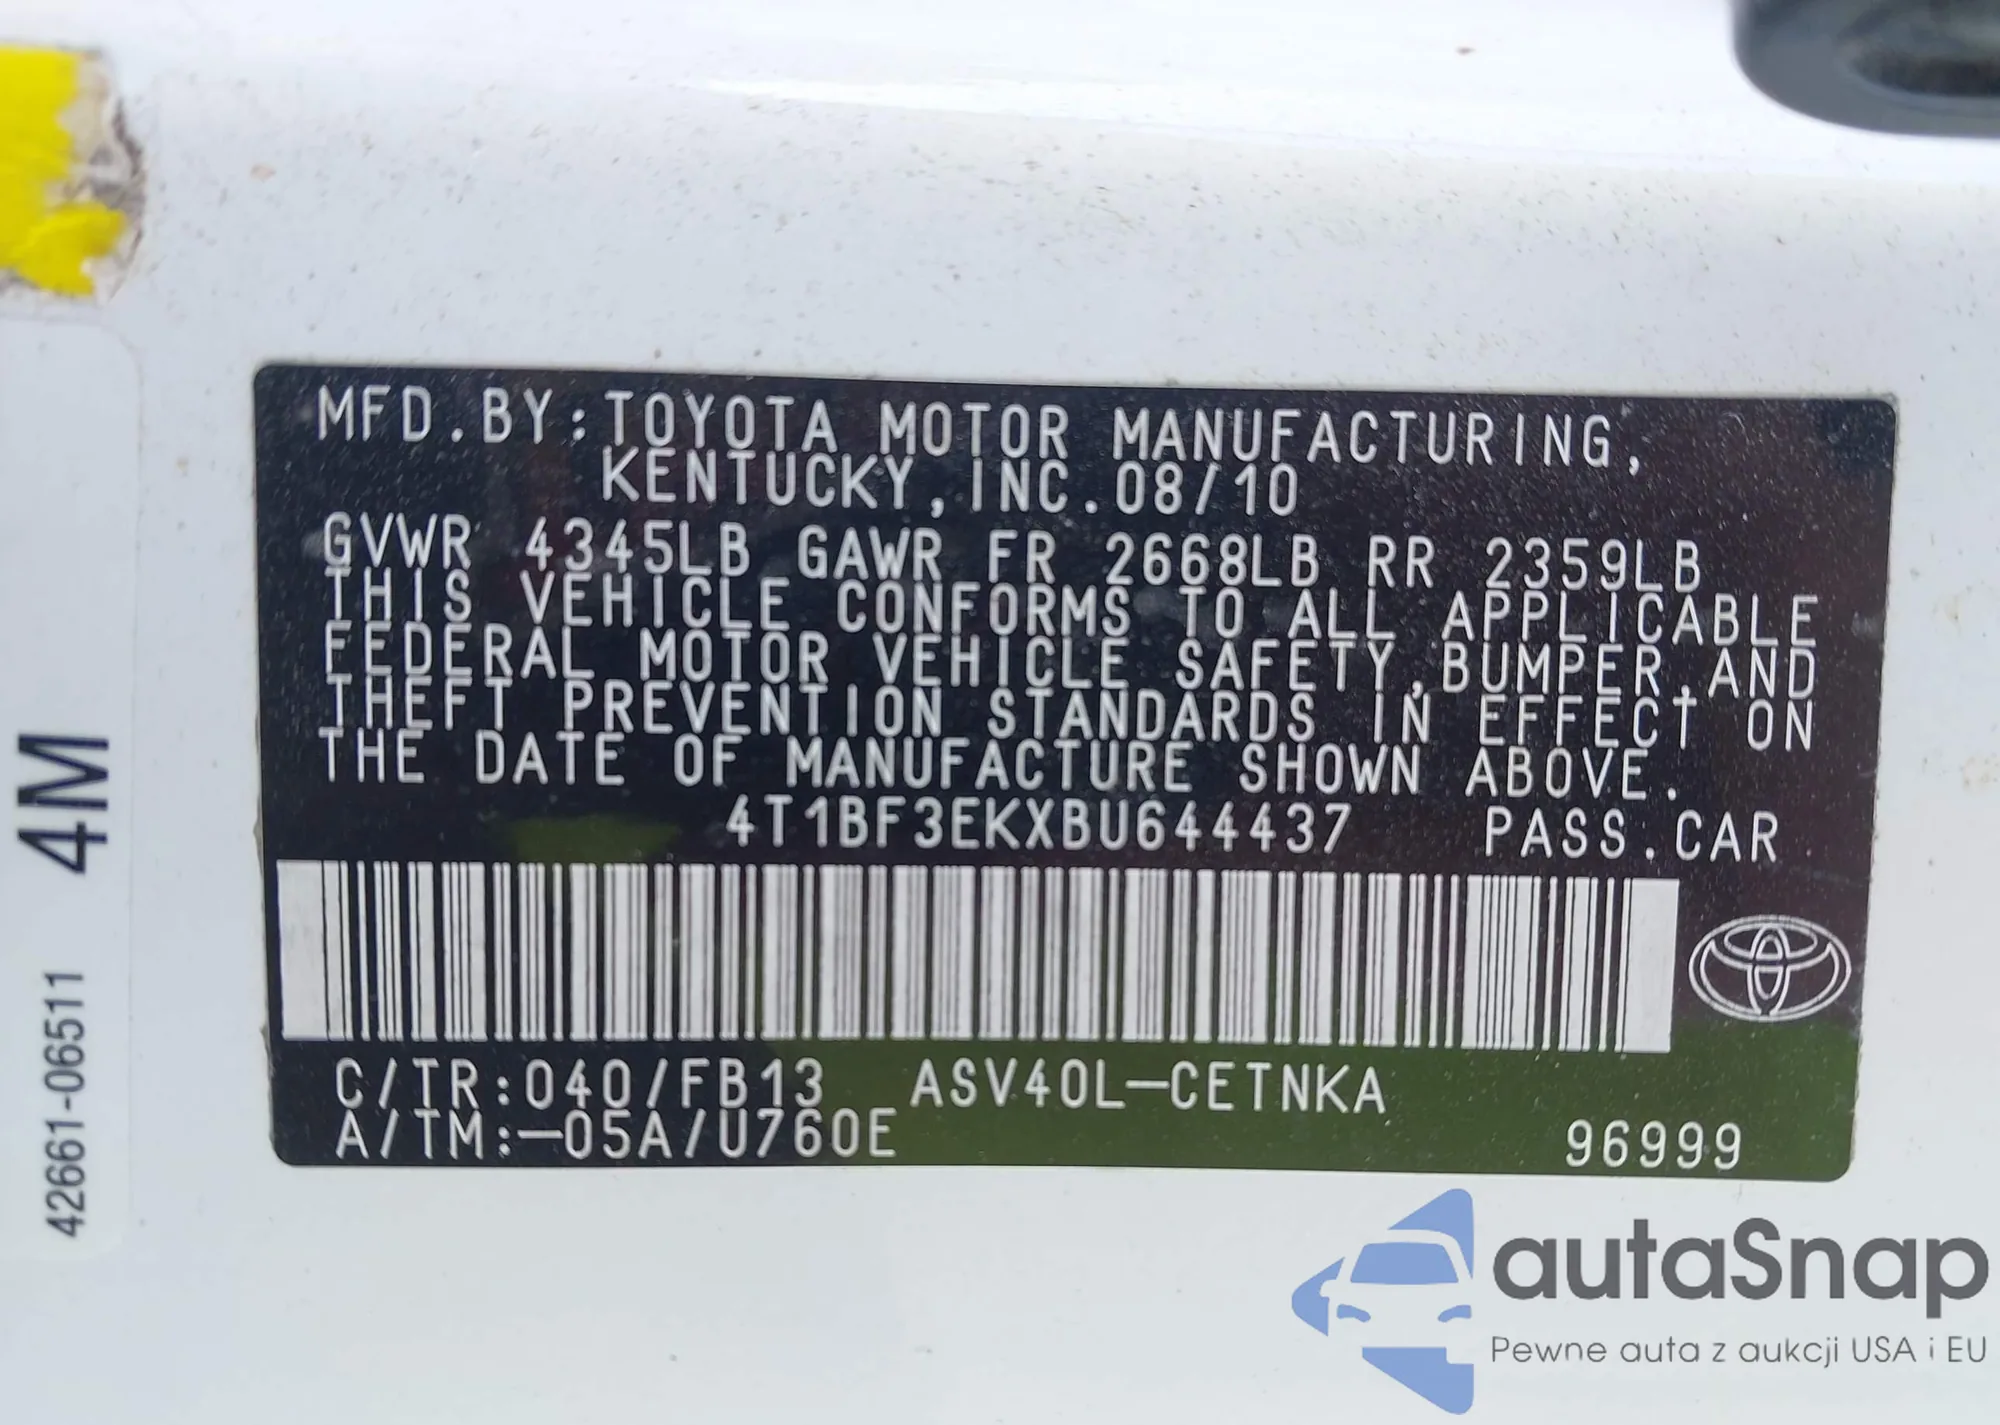 MFD.BY:TOYOTA MOTOR MANUFACTURING,
KENTUCKY,INC.08/10
GVWR 4345LB GAWR FR 2668LB RR 2359LB
THIS VEHICLE CONFORMS TO ALL APPLICABLE
FEDERAL MOTOR VEHICLE SAFETY,BUMPER,AND
THEFT PREVENTION STANDARDS IN EFFECT ON
THE DATE OF MANUFACTURE SHOWN ABOVE.
4T1BF3EKXBU644437 PASS.CAR
C/TR:040/FB13 ASV40L-CETNKA
A/TM:-05A/U760E 96999
42661-06511 4M
autaSnap
Pewne auta z aukcji USA i EU